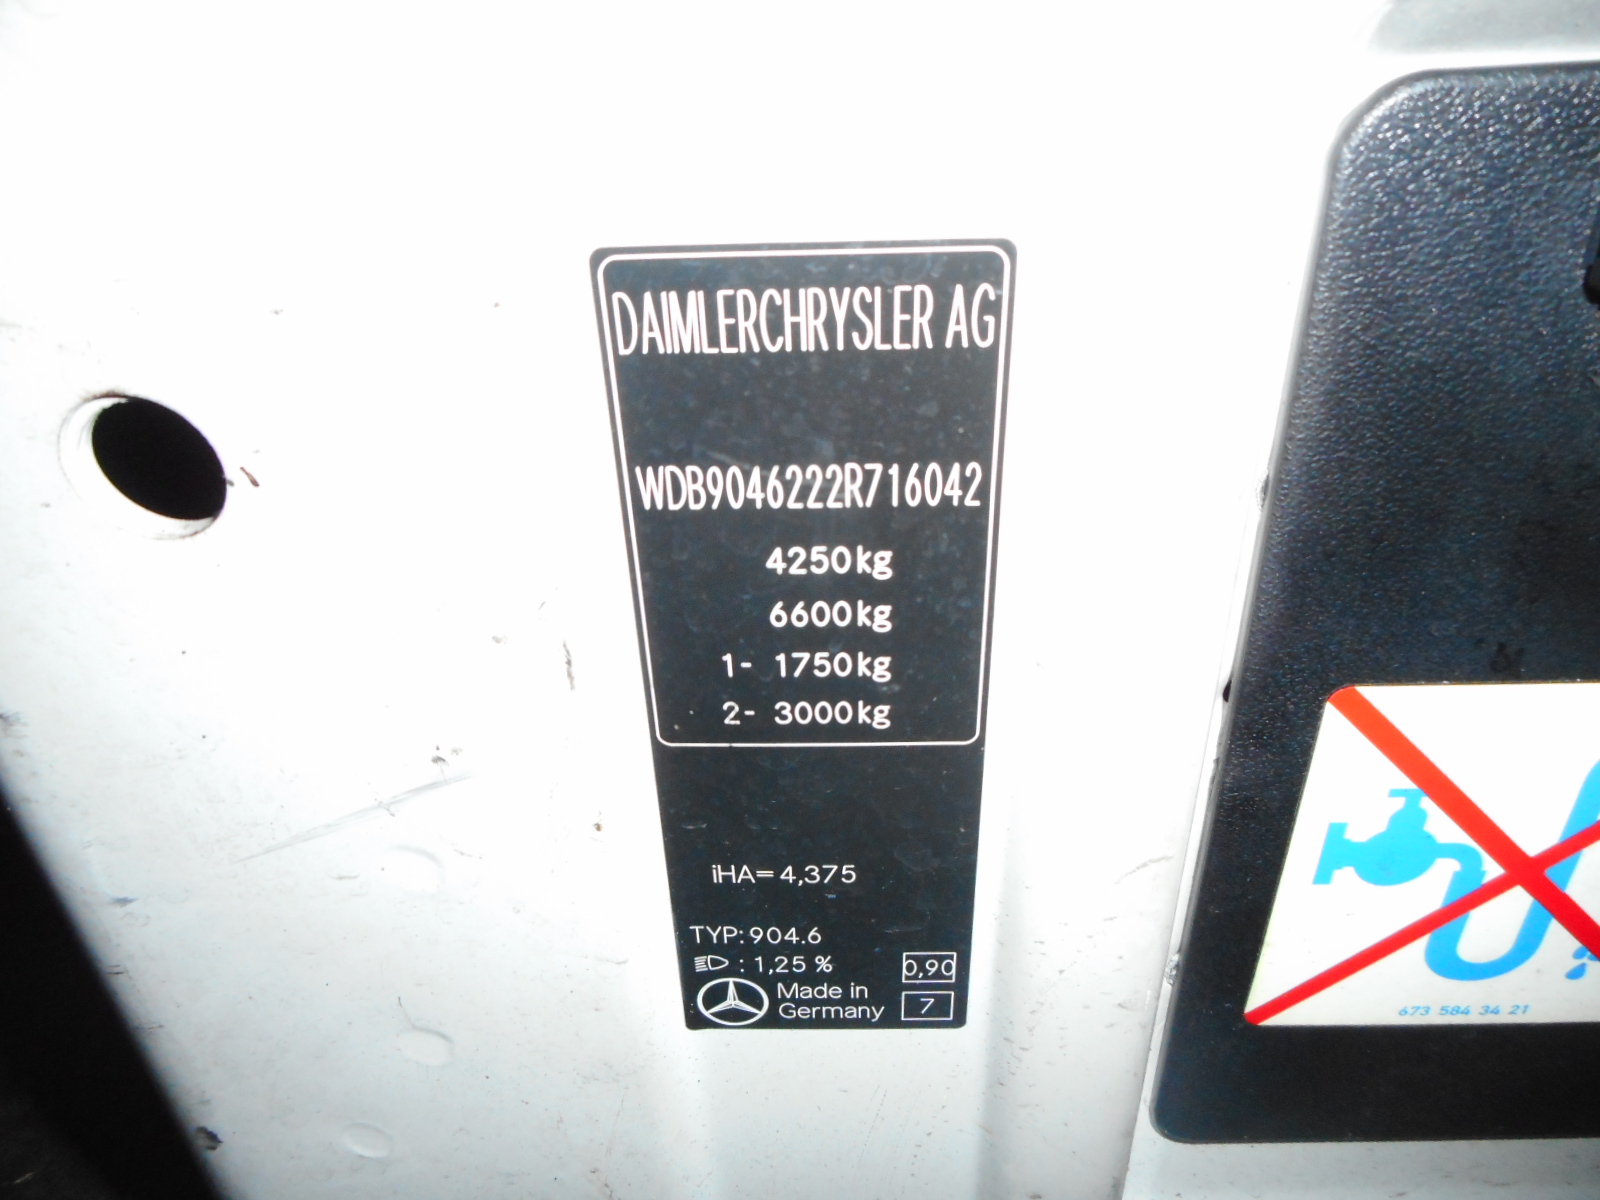 DAIMLERCHRYSLER AG
WDB9046222R716042
4250kg
6600kg
1- 1750kg
2- 3000kg
iHA=4,375
TYP:904.6
: 1,25 %
0,90
Made in
Germany
7
673 584 34 21